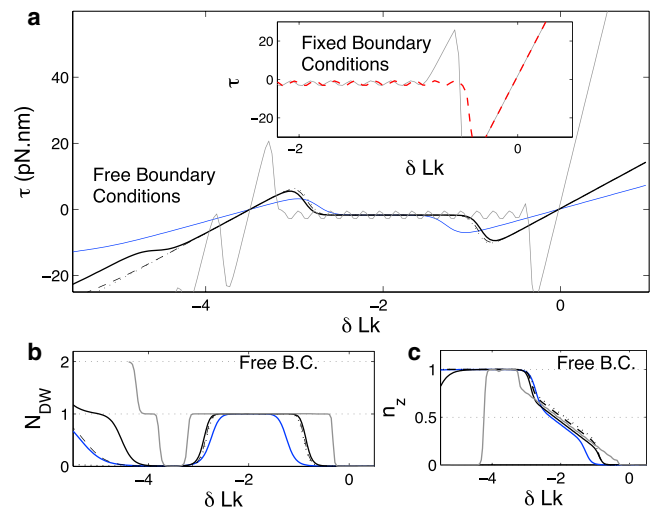 a
τ (pN.nm)
60
40
20
0
−20
−4
−2
0
δ Lk
Free Boundary
Conditions
Fixed Boundary
Conditions
τ
20
0
−20
−2
0
δ Lk
b
Free B.C.
N_DW
2
1
0
−4
−2
0
δ Lk
c
Free B.C.
n_z
1
0.5
0
−4
−2
0
δ Lk